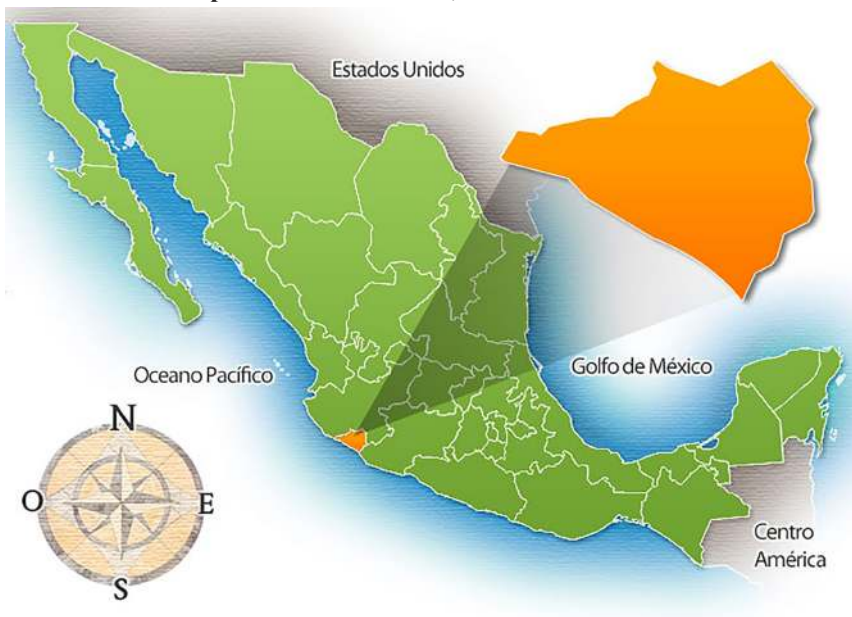 Estados Unidos
Oceano Pacífico
Golfo de México
N
O
E
S
Centro
América